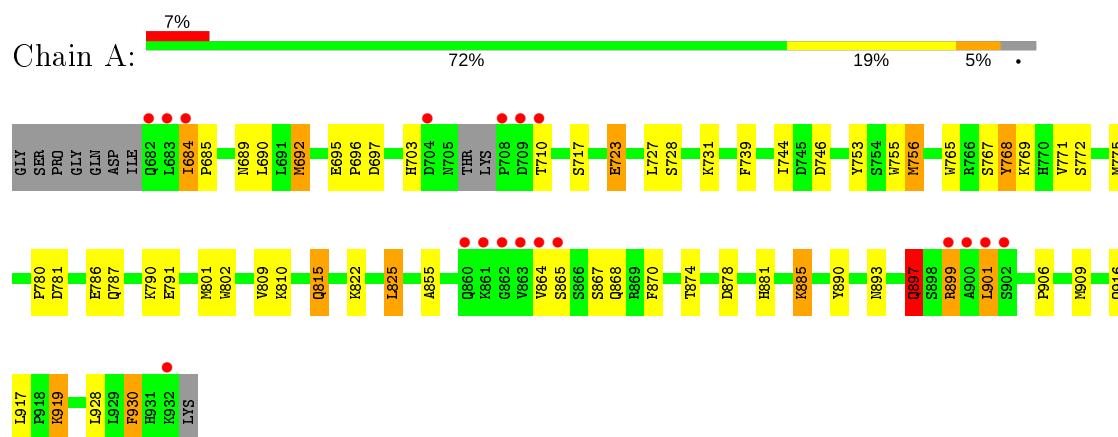 7%
Chain A:
72% 19% 5% •
GLY SER PRO GLY GLN ASP ILE Q682 L683 I684 P685 N689 L690 L691 M692 E695 P696 D697 H703 D704 N705 THR LYS P708 D709 T710 S717 E723 L727 S728 K731 F739 I744 D745 D746 Y753 S754 W755 M756 W765 R766 S767 Y768 K769 H770 V771 S772 M775
P780 D781 E786 Q787 K790 E791 M801 W802 V809 K810 Q815 K822 L825 A855 Q860 K861 G862 V863 V864 S865 S866 S867 Q868 R869 F870 T874 D878 H881 K885 Y890 N893 Q897 S898 R899 A900 L901 S902 P906 M909
L917 P918 K919 L928 L929 F930 H931 K932 LYS